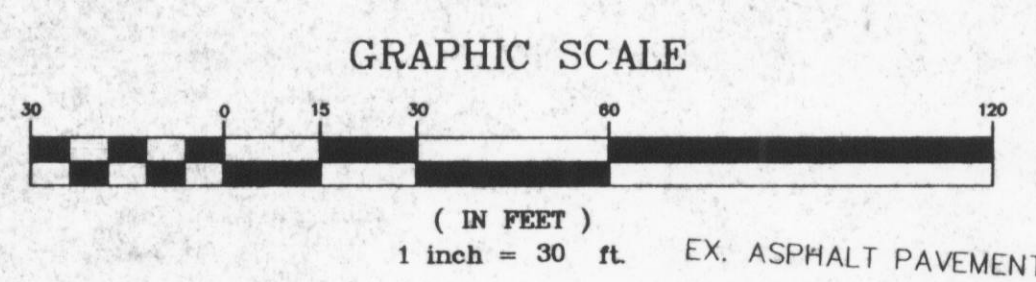 GRAPHIC SCALE
30 0 15 30 60 120
( IN FEET )
1 inch = 30 ft.
EX. ASPHALT PAVEMENT